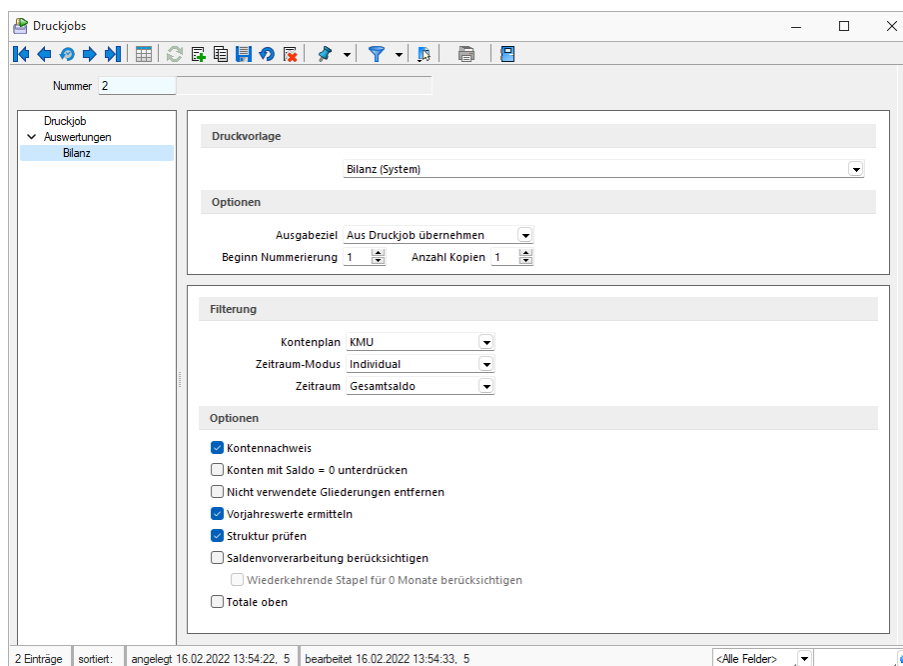 Druckjobs
Nummer 2
Druckjob
Auswertungen
Bilanz
Druckvorlage
Bilanz (System)
Optionen
Ausgabeziel Aus Druckjob übernehmen
Beginn Nummerierung 1 Anzahl Kopien 1
Filterung
Kontenplan KMU
Zeitraum-Modus Individual
Zeitraum Gesamtsaldo
Optionen
Kontennachweis
Konten mit Saldo = 0 unterdrücken
Nicht verwendete Gliederungen entfernen
Vorjahreswerte ermitteln
Struktur prüfen
Saldenvorverarbeitung berücksichtigen
Wiederkehrende Stapel für 0 Monate berücksichtigen
Totale oben
2 Einträge sortiert: angelegt 16.02.2022 13:54:22, 5 bearbeitet 16.02.2022 13:54:33, 5 <Alle Felder>